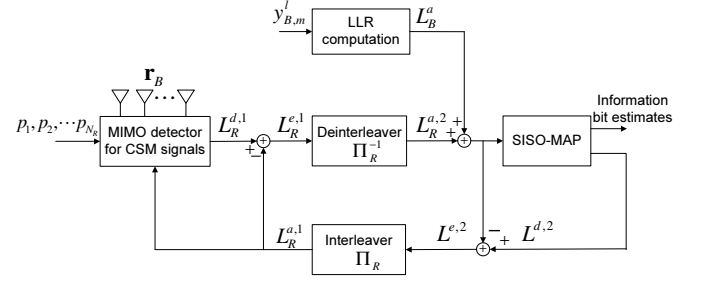 y^l_{B,m}
LLR
computation
L^a_B
r_B
p_1, p_2, ⋯p_{N_R}
MIMO detector
for CSM signals
L^{d,1}_R
+
−
+
L^{e,1}_R
Deinterleaver
Π^{-1}_R
L^{a,2}_R
+
+
+
SISO-MAP
Information
bit estimates
L^{a,1}_R
Interleaver
Π_R
L^{e,2}
−
+
+
L^{d,2}